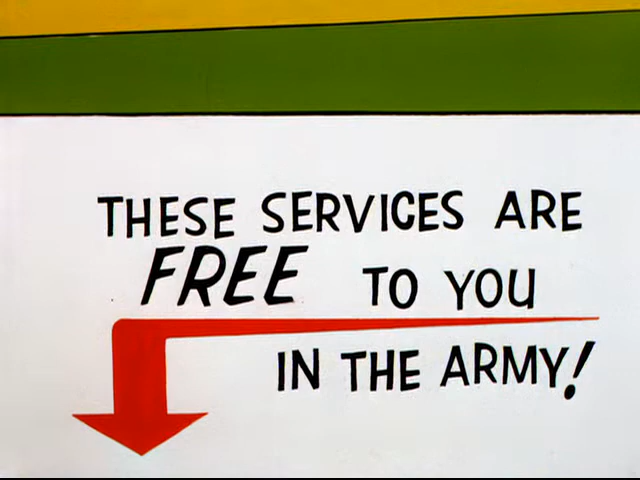 THESE SERVICES ARE
FREE TO YOU
IN THE ARMY!